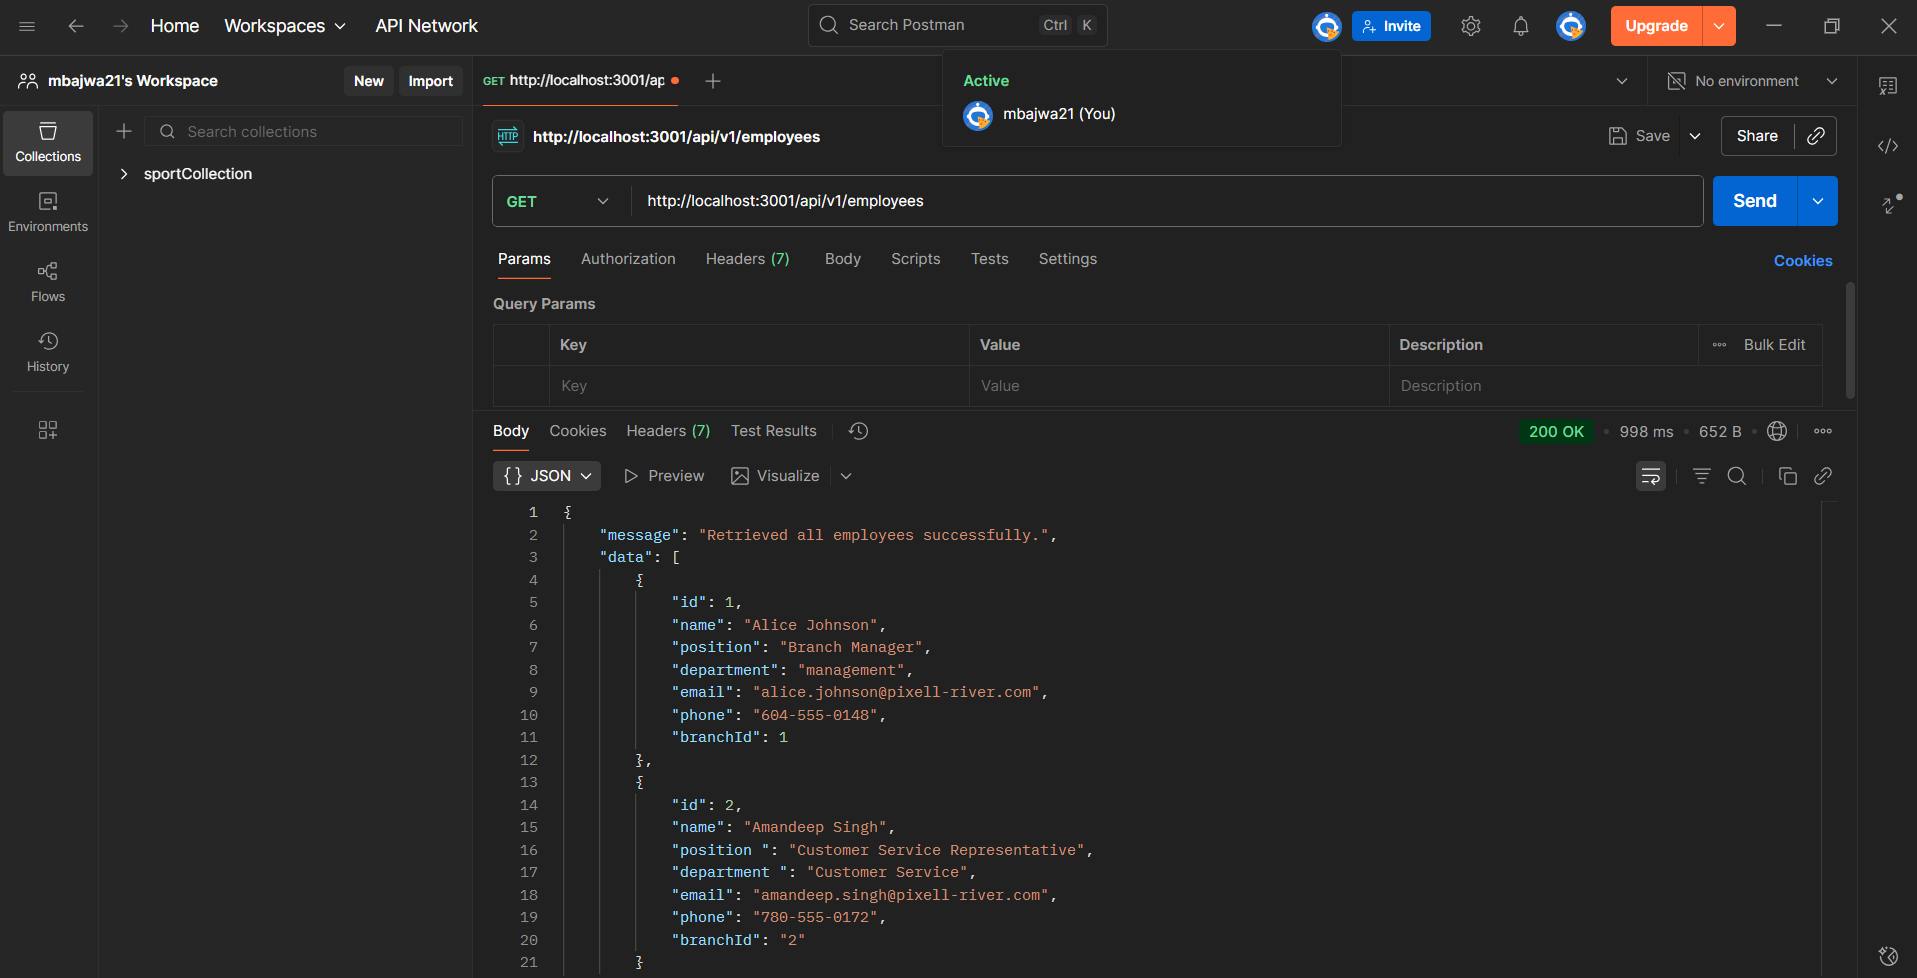 Home Workspaces API Network Search Postman Ctrl K Invite Upgrade
mbajwa21's Workspace New Import GET http://localhost:3001/ap Active No environment
mbajwa21 (You)
Search collections http://localhost:3001/api/v1/employees Save Share
Collections
sportCollection
GET http://localhost:3001/api/v1/employees Send
Environments
Params Authorization Headers (7) Body Scripts Tests Settings Cookies
Flows
Query Params
Key Value Description Bulk Edit
History
Key Value Description
Body Cookies Headers (7) Test Results 200 OK 998 ms 652 B
{} JSON Preview Visualize
1 {
2 "message": "Retrieved all employees successfully.",
3 "data": [
4 {
5 "id": 1,
6 "name": "Alice Johnson",
7 "position": "Branch Manager",
8 "department": "management",
9 "email": "alice.johnson@pixell-river.com",
10 "phone": "604-555-0148",
11 "branchId": 1
12 },
13 {
14 "id": 2,
15 "name": "Amandeep Singh",
16 "position ": "Customer Service Representative",
17 "department ": "Customer Service",
18 "email": "amandeep.singh@pixell-river.com",
19 "phone": "780-555-0172",
20 "branchId": "2"
21 }